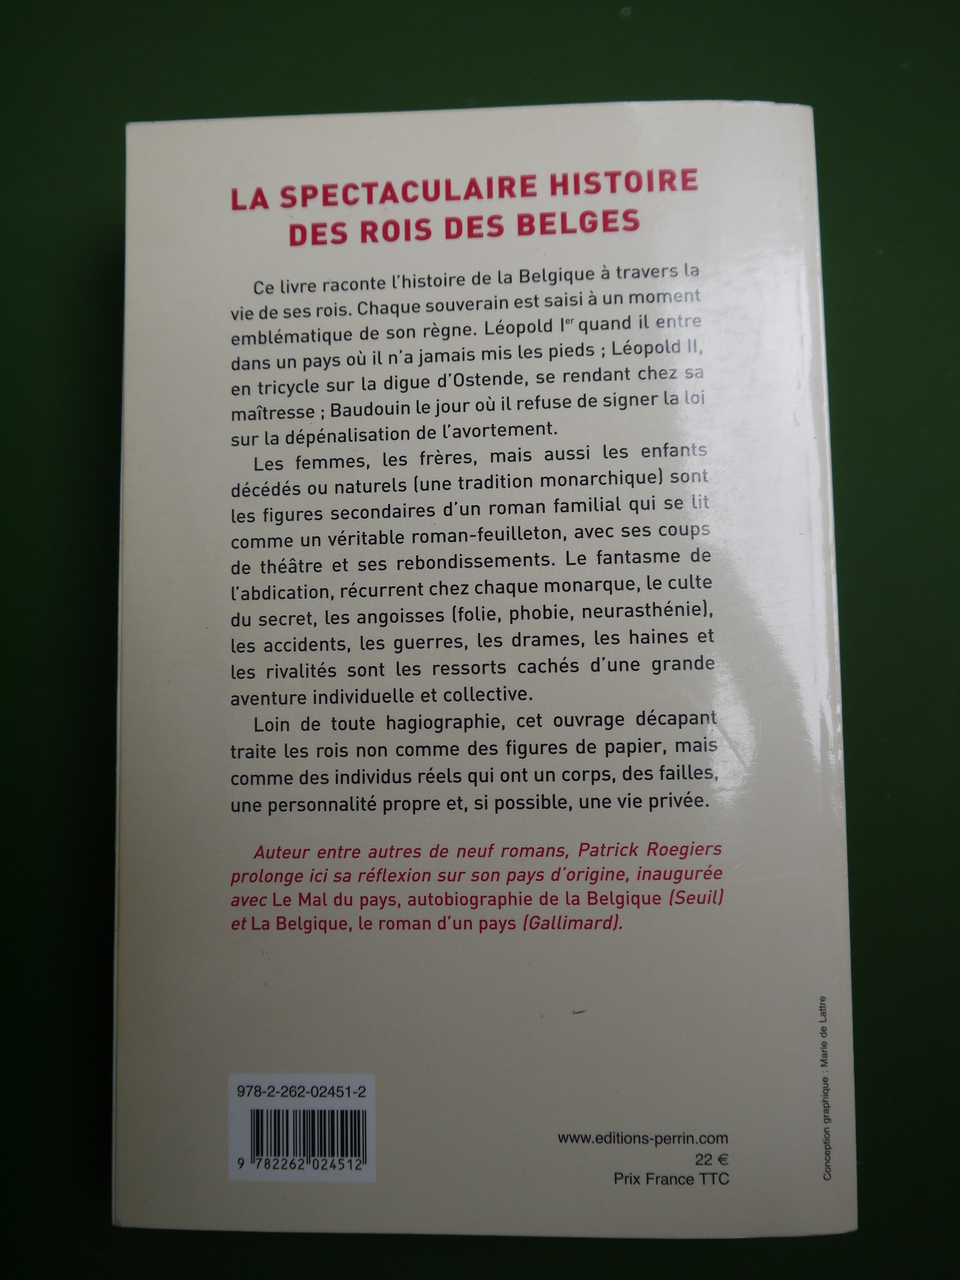 LA SPECTACULAIRE HISTOIRE
DES ROIS DES BELGES
Ce livre raconte l'histoire de la Belgique à travers la
vie de ses rois. Chaque souverain est saisi à un moment
emblématique de son règne. Léopold Ier quand il entre
dans un pays où il n'a jamais mis les pieds ; Léopold II,
en tricycle sur la digue d'Ostende, se rendant chez sa
maîtresse ; Baudouin le jour où il refuse de signer la loi
sur la dépénalisation de l'avortement.
Les femmes, les frères, mais aussi les enfants
décédés ou naturels (une tradition monarchique) sont
les figures secondaires d'un roman familial qui se lit
comme un véritable roman-feuilleton, avec ses coups
de théâtre et ses rebondissements. Le fantasme de
l'abdication, récurrent chez chaque monarque, le culte
du secret, les angoisses (folie, phobie, neurasthénie),
les accidents, les guerres, les drames, les haines et
les rivalités sont les ressorts cachés d'une grande
aventure individuelle et collective.
Loin de toute hagiographie, cet ouvrage décapant
traite les rois non comme des figures de papier, mais
comme des individus réels qui ont un corps, des failles,
une personnalité propre et, si possible, une vie privée.
Auteur entre autres de neuf romans, Patrick Roegiers
prolonge ici sa réflexion sur son pays d'origine, inaugurée
avec Le Mal du pays, autobiographie de la Belgique (Seuil)
et La Belgique, le roman d'un pays (Gallimard).
978-2-262-02451-2
9 782262 024512
www.editions-perrin.com
22 €
Prix France TTC
Conception graphique : Marie de Lattre